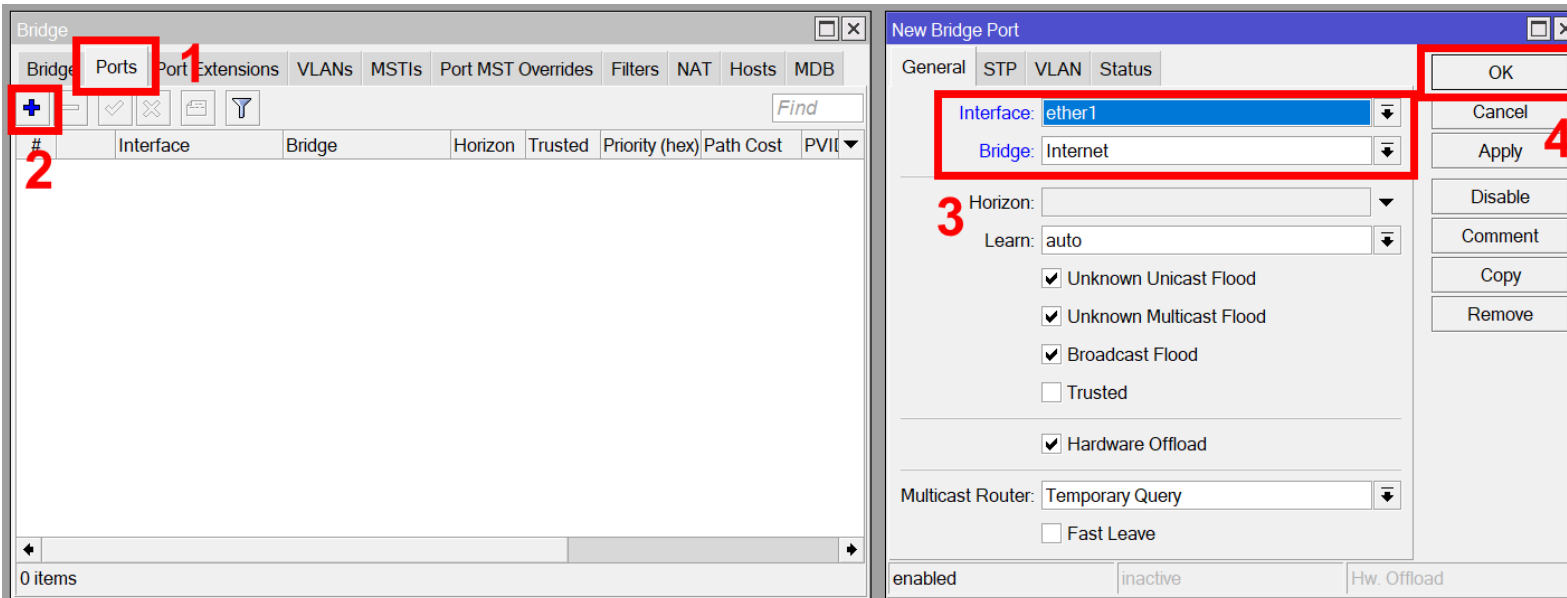 Bridge
Bridge Ports Port Extensions VLANs MSTIs Port MST Overrides Filters NAT Hosts MDB
1
Find
# Interface Bridge Horizon Trusted Priority (hex) Path Cost
2
0 items
New Bridge Port
General STP VLAN Status
Interface: ether1
Bridge: Internet
3
Horizon:
Learn: auto
Unknown Unicast Flood
Unknown Multicast Flood
Broadcast Flood
Trusted
Hardware Offload
Multicast Router: Temporary Query
Fast Leave
enabled inactive Hw. Offload
OK
Cancel
4
Apply
Disable
Comment
Copy
Remove